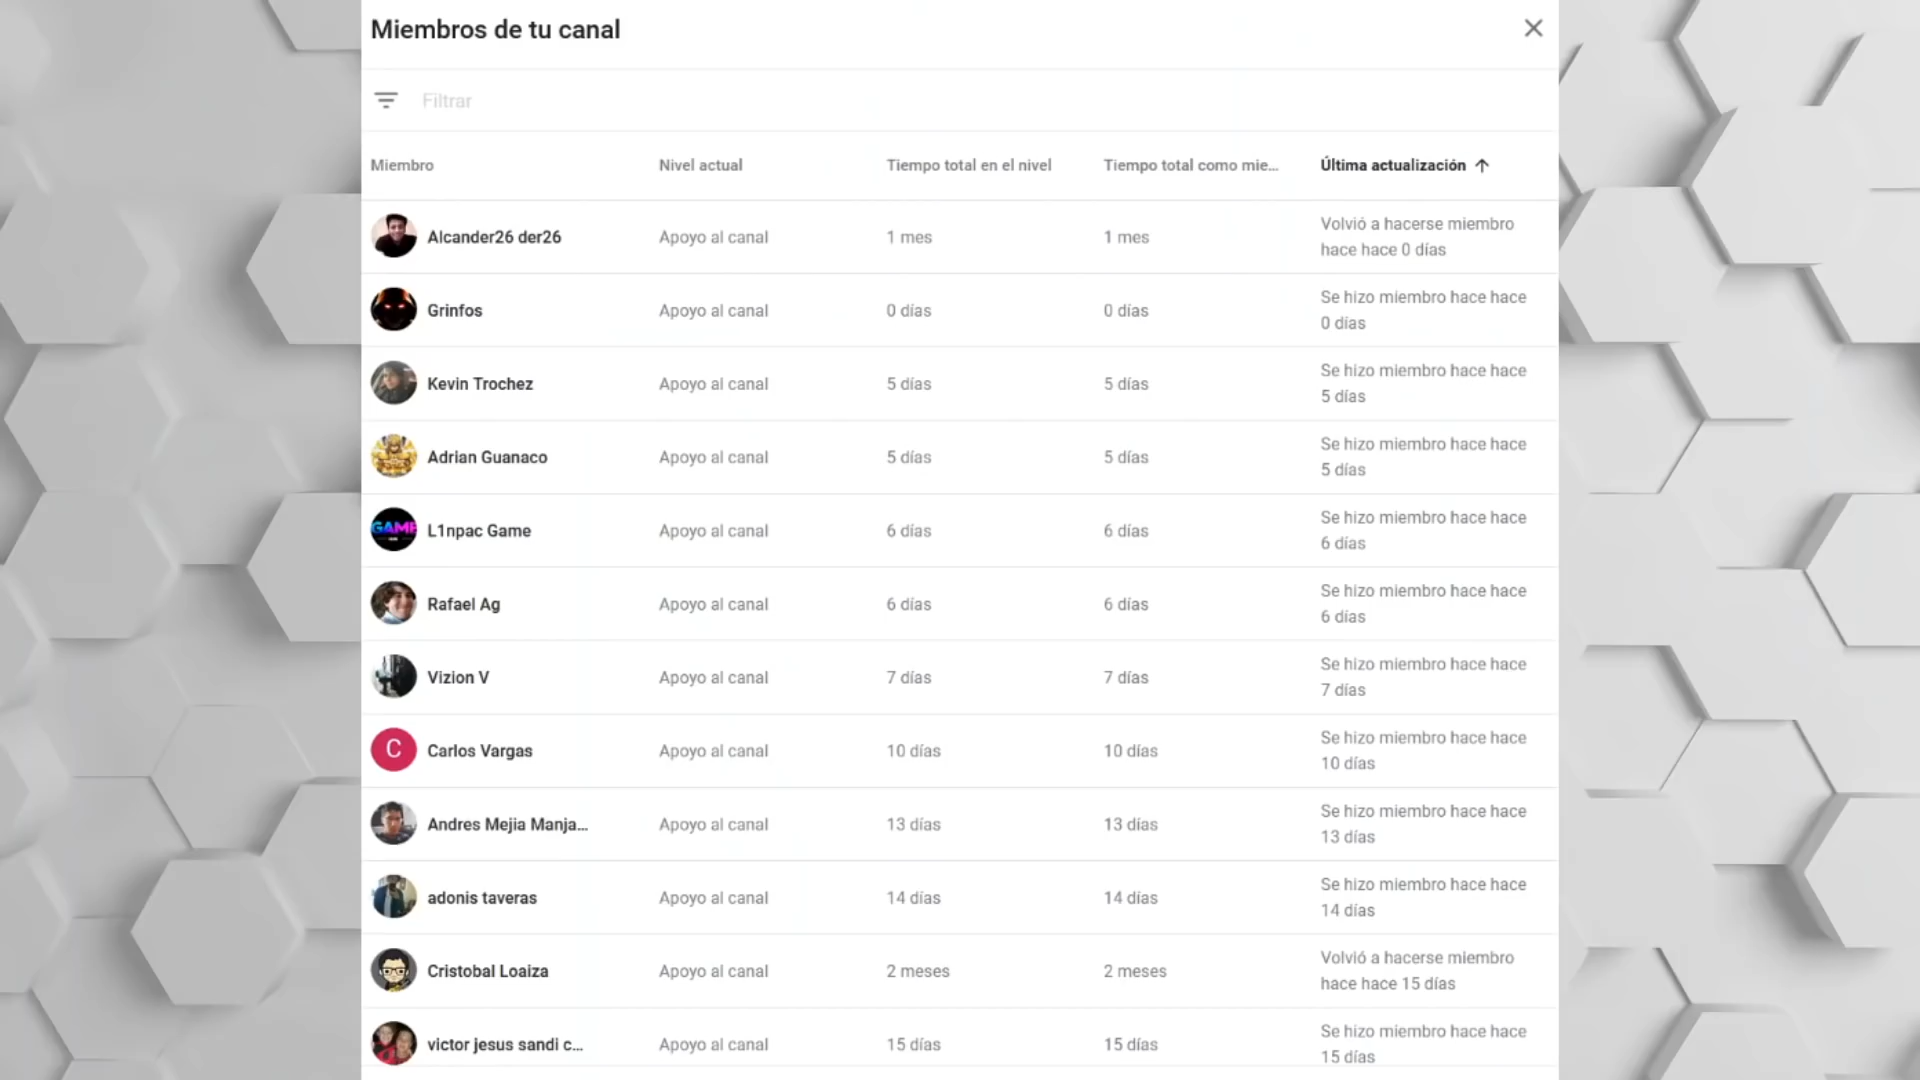 Miembros de tu canal
Filtrar
Miembro Nivel actual Tiempo total en el nivel Tiempo total como mie... Última actualización
Alcander26 der26 Apoyo al canal 1 mes 1 mes Volvió a hacerse miembro
hace hace 0 días
Grinfos Apoyo al canal 0 días 0 días Se hizo miembro hace hace
0 días
Kevin Trochez Apoyo al canal 5 días 5 días Se hizo miembro hace hace
5 días
Adrian Guanaco Apoyo al canal 5 días 5 días Se hizo miembro hace hace
5 días
GAME
L1npac Game Apoyo al canal 6 días 6 días Se hizo miembro hace hace
6 días
Rafael Ag Apoyo al canal 6 días 6 días Se hizo miembro hace hace
6 días
Vizion V Apoyo al canal 7 días 7 días Se hizo miembro hace hace
7 días
C
Carlos Vargas Apoyo al canal 10 días 10 días Se hizo miembro hace hace
10 días
Andres Mejia Manja... Apoyo al canal 13 días 13 días Se hizo miembro hace hace
13 días
adonis taveras Apoyo al canal 14 días 14 días Se hizo miembro hace hace
14 días
Cristobal Loaiza Apoyo al canal 2 meses 2 meses Volvió a hacerse miembro
hace hace 15 días
victor jesus sandi c... Apoyo al canal 15 días 15 días Se hizo miembro hace hace
15 días